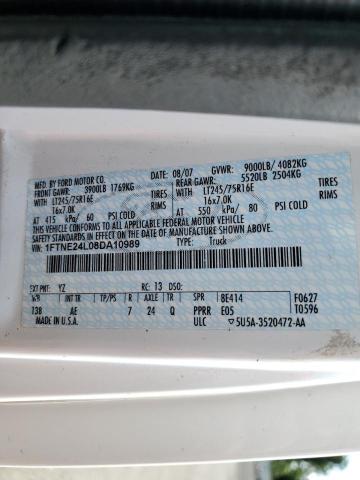 MFD. BY FORD MOTOR CO.
08/07 GVWR: 9000LB/ 4082KG
FRONT GAWR: 3900LB 1769KG
REAR GAWR: 5520LB 2504KG
LT245/75R16E TIRES LT245/75R16E TIRES
16x7.0K RIMS 16x7.0K RIMS
AT 415 kPa/ 60 PSI COLD AT 550 kPa/ 80 PSI COLD
THIS VEHICLE CONFORMS TO ALL APPLICABLE FEDERAL MOTOR VEHICLE
SAFETY STANDARDS IN EFFECT ON THE DATE OF MANUFACTURE SHOWN ABOVE.
VIN: 1FTNE24L08DA10989
TYPE: Truck
EXT PNT: YZ RC: 13 DSO:
WB INT TR TP/PS R AXLE TR SPR 8E414 F0627
138 AE 7 24 Q PPRR E05 T0596
MADE IN U.S.A. ULC 5U5A-3520472-AA